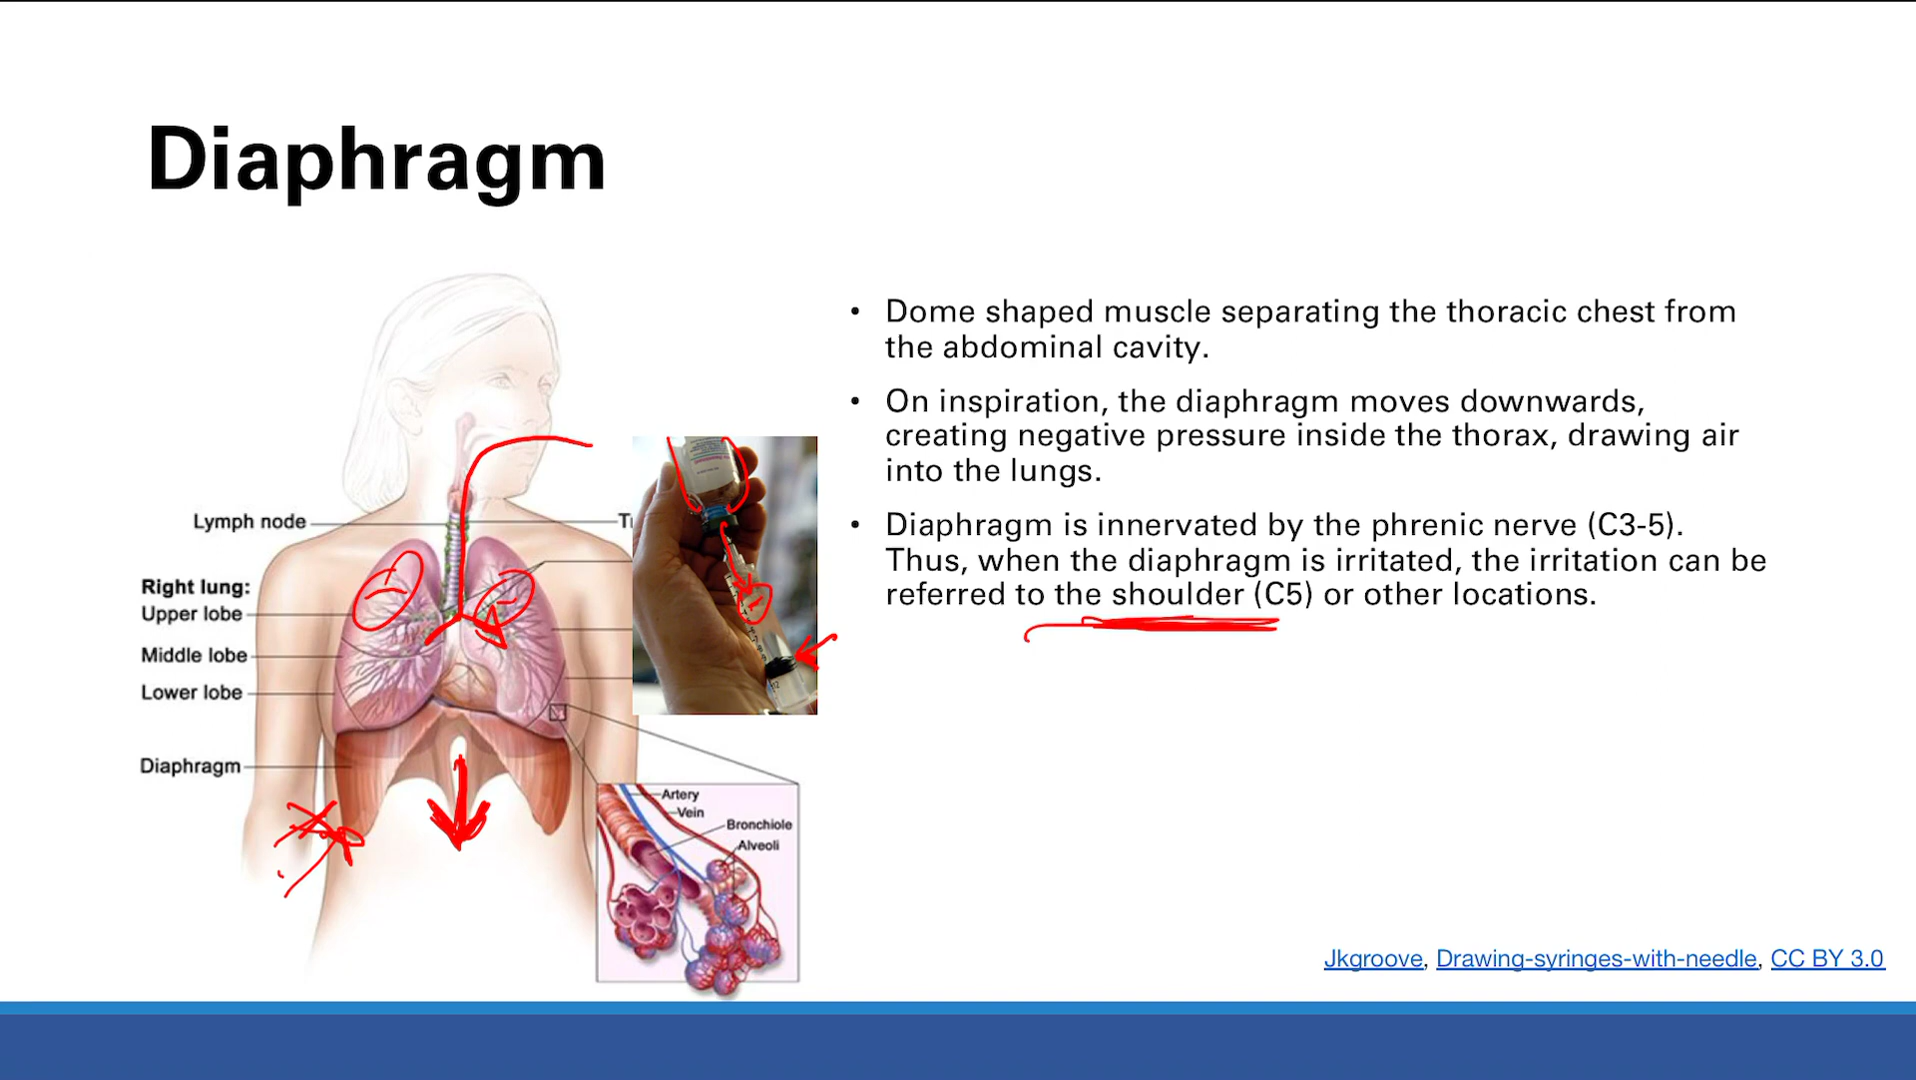 Diaphragm
• Dome shaped muscle separating the thoracic chest from
the abdominal cavity.
• On inspiration, the diaphragm moves downwards,
creating negative pressure inside the thorax, drawing air
into the lungs.
• Diaphragm is innervated by the phrenic nerve (C3-5).
Thus, when the diaphragm is irritated, the irritation can be
referred to the shoulder (C5) or other locations.
Lymph node
Right lung:
Upper lobe
Middle lobe
Lower lobe
Diaphragm
12
Artery
Vein
Bronchiole
Alveoli
Jkgroove, Drawing-syringes-with-needle, CC BY 3.0